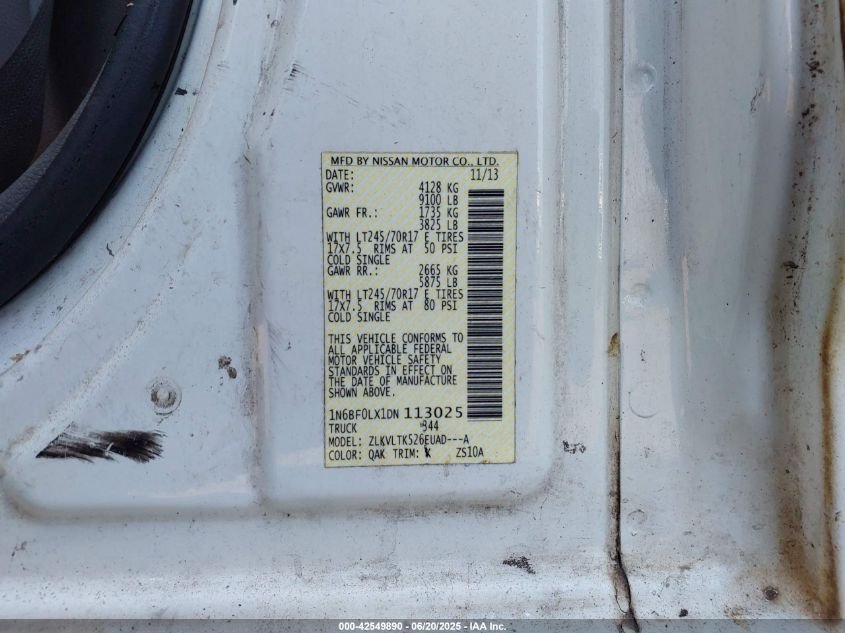 MFD BY NISSAN MOTOR CO., LTD.
DATE: 11/13
GVWR: 4128 KG
9100 LB
GAWR FR.: 1735 KG
3825 LB
WITH LT245/70R17 E TIRES
17X7.5 RIMS AT 50 PSI
COLD SINGLE
GAWR RR.: 2665 KG
5875 LB
WITH LT245/70R17 E TIRES
17X7.5 RIMS AT 80 PSI
COLD SINGLE
THIS VEHICLE CONFORMS TO
ALL APPLICABLE FEDERAL
MOTOR VEHICLE SAFETY
STANDARDS IN EFFECT ON
THE DATE OF MANUFACTURE
SHOWN ABOVE.
1N6BF0LX1DN 113025
TRUCK 344
MODEL: ZLKVLTKS26EUAD---A
COLOR: QAK TRIM: K ZS10A
000-42549890 - 06/20/2025 - IAA Inc.